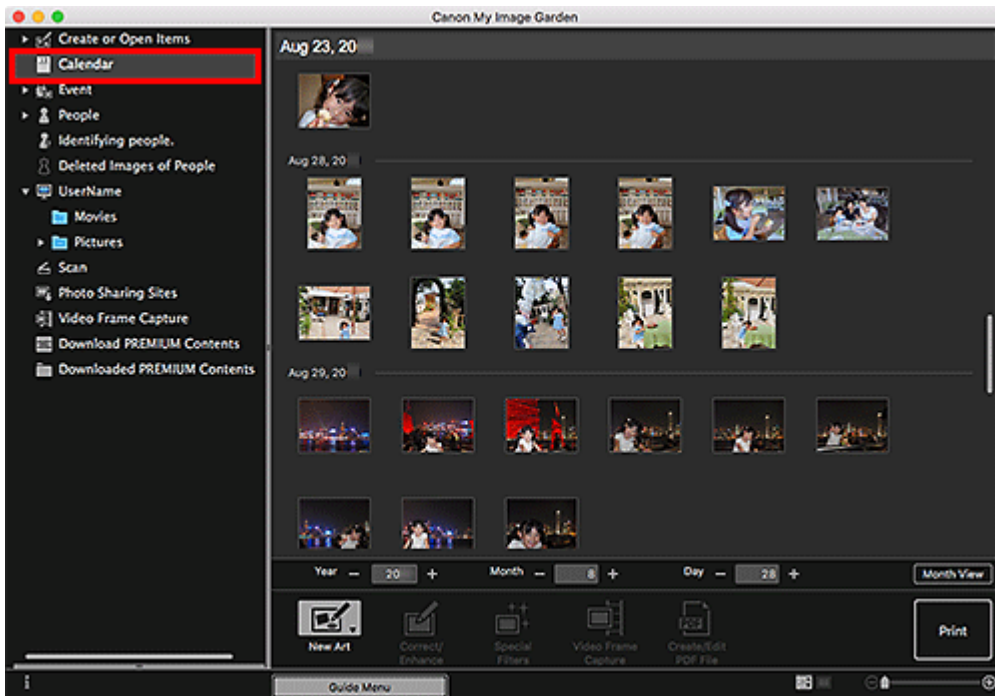 Canon My Image Garden
Create or Open Items
Calendar
Event
People
Identifying people.
Deleted Images of People
UserName
Movies
Pictures
Scan
Photo Sharing Sites
Video Frame Capture
Download PREMIUM Contents
Downloaded PREMIUM Contents
Aug 23, 20
Aug 28, 20
Aug 29, 20
Year − 20 + Month − 8 + Day − 28 + Month View
New Art
Correct/
Enhance
Special
Filters
Video Frame
Capture
PDF
Create/Edit
PDF File
Print
Guide Menu